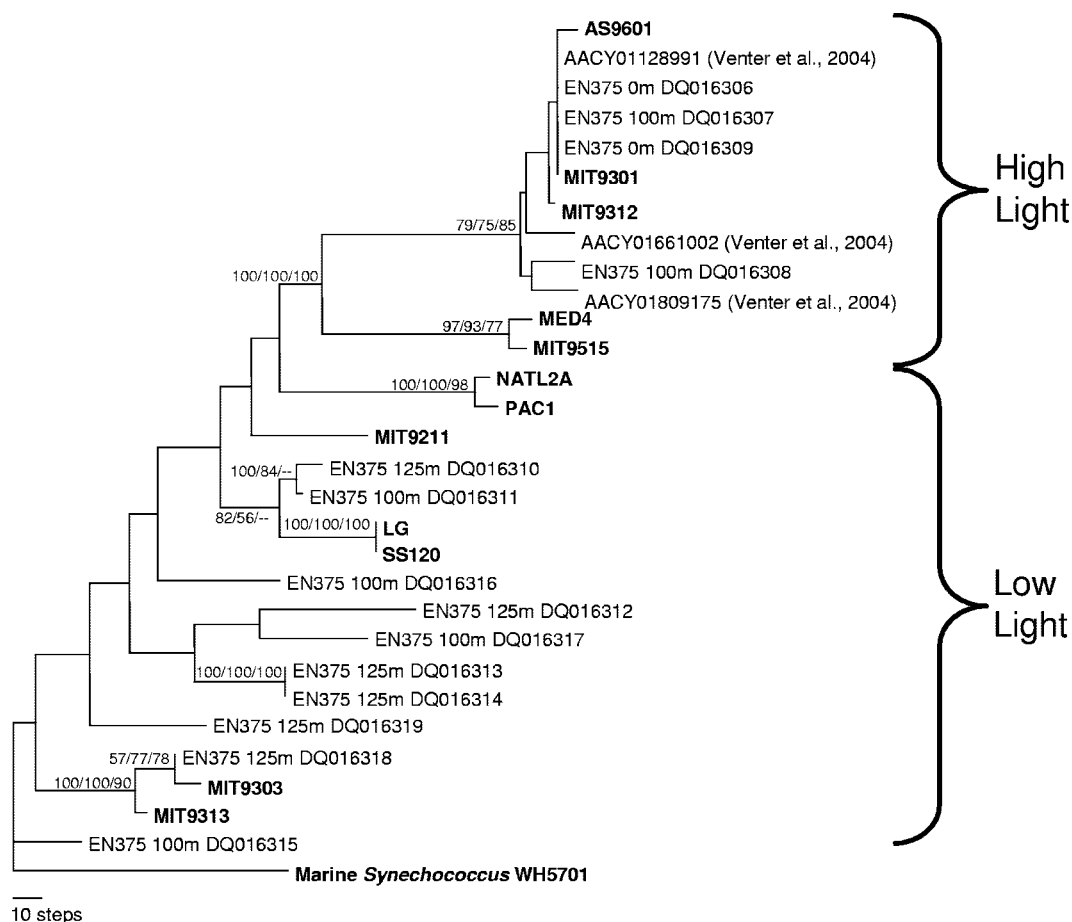 AS9601
AACY01128991 (Venter et al., 2004)
EN375 0m DQ016306
EN375 100m DQ016307
EN375 0m DQ016309
MIT9301
MIT9312
79/75/85
AACY01661002 (Venter et al., 2004)
EN375 100m DQ016308
100/100/100
AACY01809175 (Venter et al., 2004)
MED4
97/93/77
MIT9515
High
Light
NATL2A
100/100/98
PAC1
MIT9211
EN375 125m DQ016310
100/84/--
EN375 100m DQ016311
82/56/--
100/100/100
LG
SS120
EN375 100m DQ016316
EN375 125m DQ016312
EN375 100m DQ016317
100/100/100
EN375 125m DQ016313
EN375 125m DQ016314
EN375 125m DQ016319
57/77/78
EN375 125m DQ016318
100/100/90
MIT9303
MIT9313
EN375 100m DQ016315
Marine Synechococcus WH5701
Low
Light
10 steps